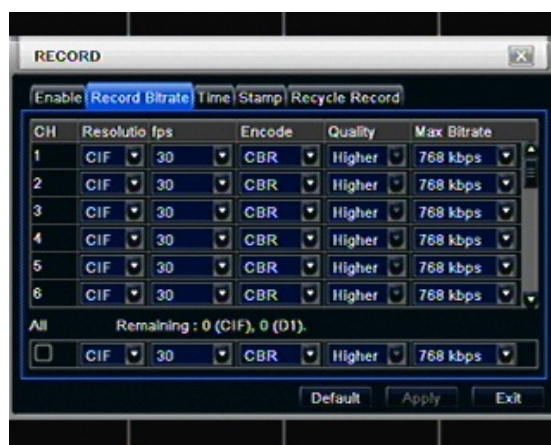 RECORD
Enable Record Bitrate Time Stamp Recycle Record
CH Resolutio fps Encode Quality Max Bitrate
1 CIF 30 CBR Higher 768 kbps
2 CIF 30 CBR Higher 768 kbps
3 CIF 30 CBR Higher 768 kbps
4 CIF 30 CBR Higher 768 kbps
5 CIF 30 CBR Higher 768 kbps
6 CIF 30 CBR Higher 768 kbps
All Remaining : 0 (CIF), 0 (D1).
CIF 30 CBR Higher 768 kbps
Default Apply Exit